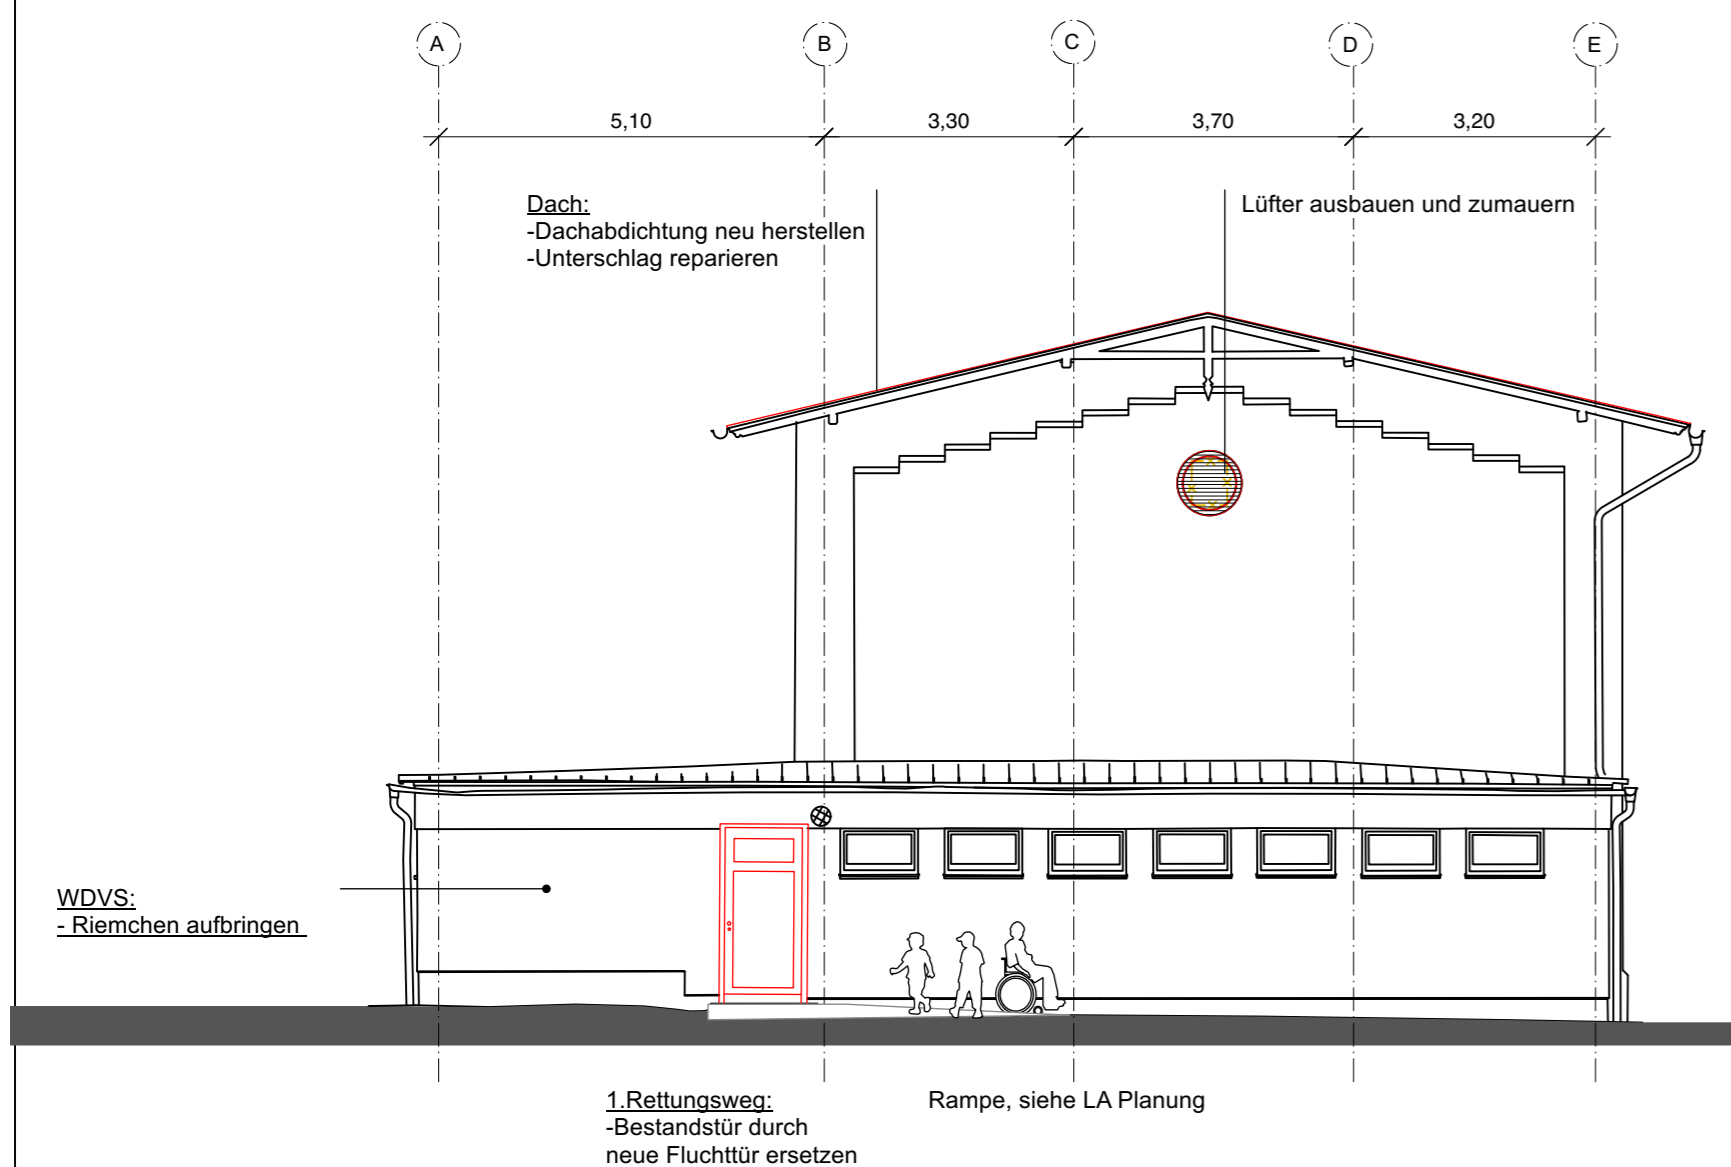 A
B
C
D
E
5,10
3,30
3,70
3,20
Dach:
-Dachabdichtung neu herstellen
-Unterschlag reparieren
Lüfter ausbauen und zumauern
WDVS:
- Riemchen aufbringen
1.Rettungsweg:
-Bestandstür durch
neue Fluchttür ersetzen
Rampe, siehe LA Planung